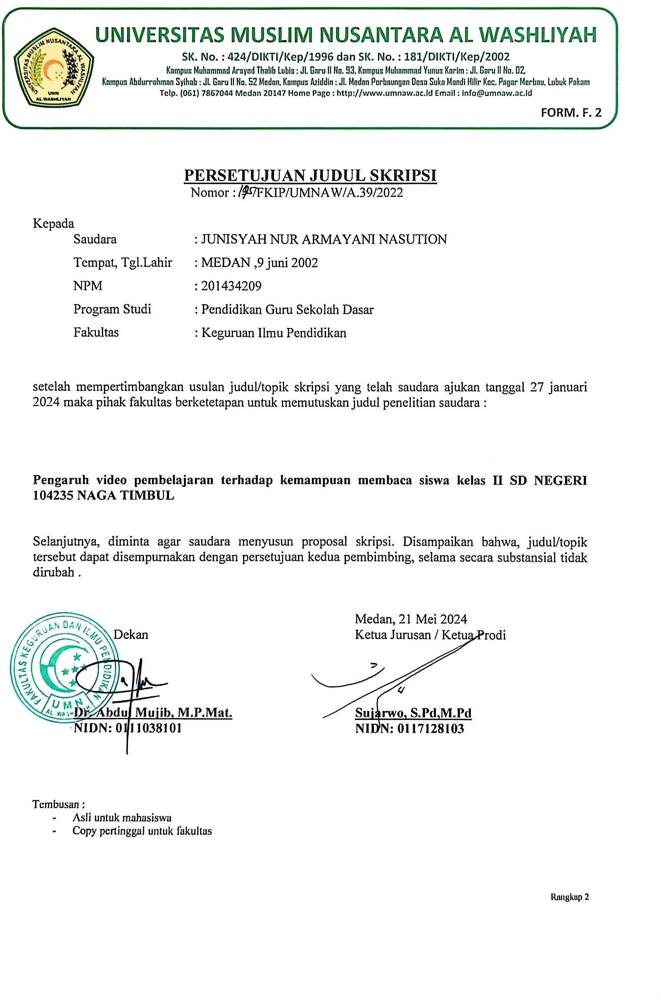 UNIVERSITAS MUSLIM NUSANTARA AL WASHLIYAH
SK. No. : 424/DIKTI/Kep/1996 dan SK. No. : 181/DIKTI/Kep/2002
Kampus Muhammad Arsyad Thalib Lubis : Jl. Garu II No. 93, Kampus Muhammad Yunus Karim : Jl. Garu II No. 02,
Kampus Abdurrahman Syihab : Jl. Garu II No. 52 Medan, Kampus Aziddin : Jl. Medan Perbaungan Desa Suka Mandi Hilir Kec. Pagar Merbau, Lubuk Pakam
Telp. (061) 7867044 Medan 20147 Home Page : http://www.umnaw.ac.id Email : info@umnaw.ac.id
UNIVERSITAS MUSLIM NUSANTARA AL WASHLIYAH
UMN
AL WASHLIYAH
FORM. F. 2
PERSETUJUAN JUDUL SKRIPSI
Nomor : /FKIP/UMNAW/A.39/2022
Kepada
Saudara : JUNISYAH NUR ARMAYANI NASUTION
Tempat, Tgl.Lahir : MEDAN ,9 juni 2002
NPM : 201434209
Program Studi : Pendidikan Guru Sekolah Dasar
Fakultas : Keguruan Ilmu Pendidikan
setelah mempertimbangkan usulan judul/topik skripsi yang telah saudara ajukan tanggal 27 januari
2024 maka pihak fakultas berketetapan untuk memutuskan judul penelitian saudara :
Pengaruh video pembelajaran terhadap kemampuan membaca siswa kelas II SD NEGERI
104235 NAGA TIMBUL
Selanjutnya, diminta agar saudara menyusun proposal skripsi. Disampaikan bahwa, judul/topik
tersebut dapat disempurnakan dengan persetujuan kedua pembimbing, selama secara substansial tidak
dirubah .
Medan, 21 Mei 2024
Dekan
Ketua Jurusan / Ketua Prodi
FAKULTAS KEGURUAN DAN ILMU PENDIDIKAN
UMN
AL-WASH
Dr. Abdul Mujib, M.P.Mat.
NIDN: 0111038101
Sujarwo, S.Pd,M.Pd
NIDN: 0117128103
Tembusan :
- Asli untuk mahasiswa
- Copy pertinggal untuk fakultas
Rangkap 2